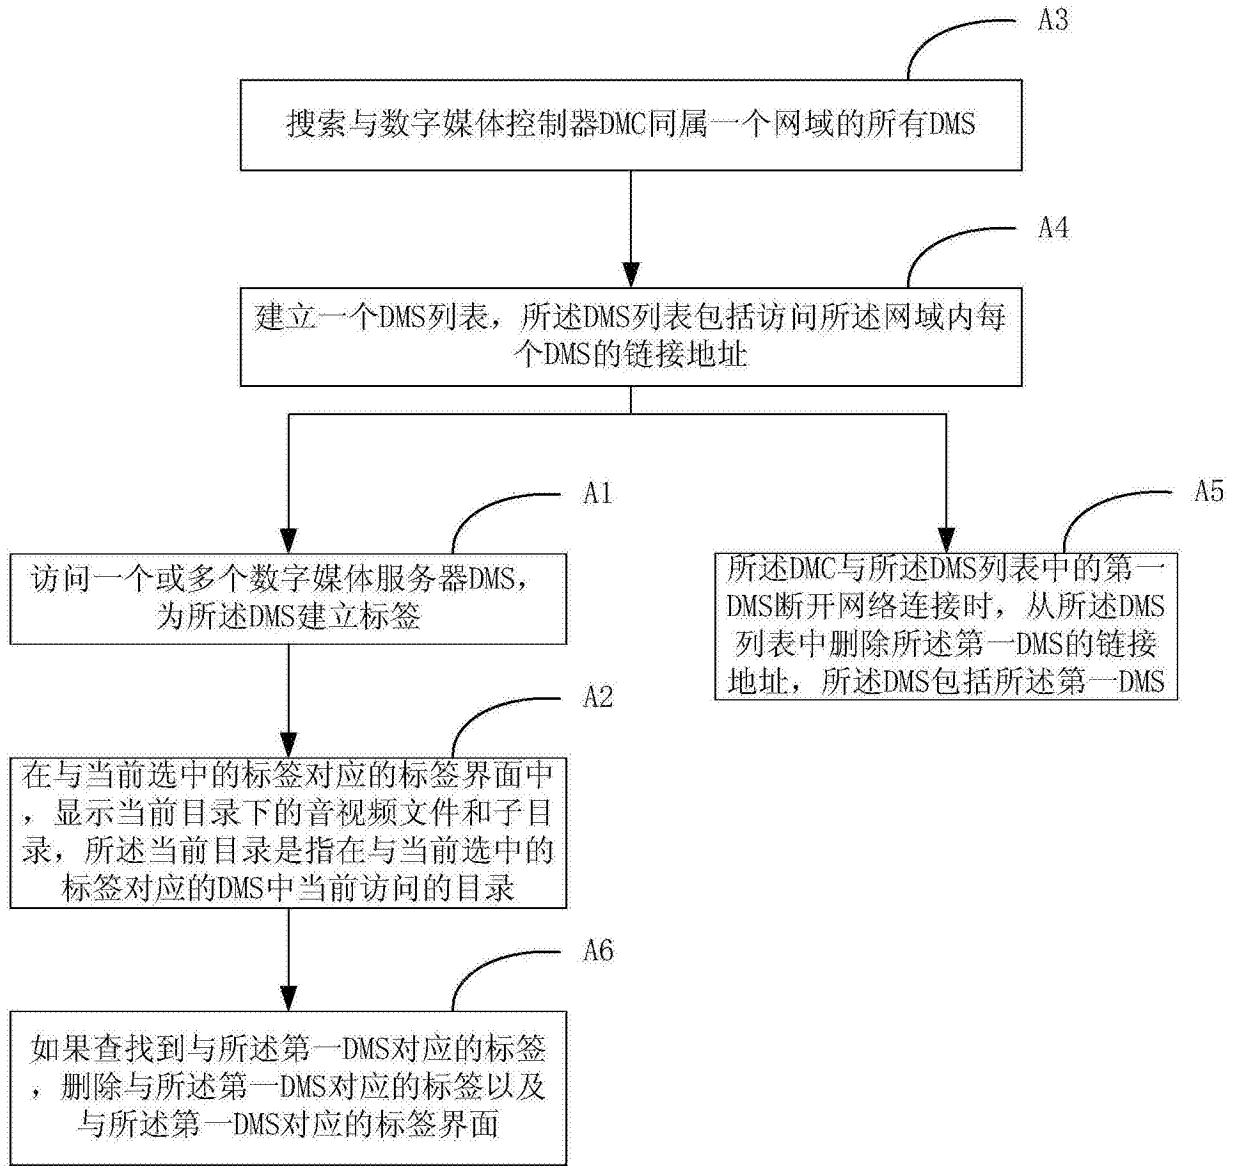 A3
搜索与数字媒体控制器DMC同属一个网域的所有DMS
A4
建立一个DMS列表，所述DMS列表包括访问所述网域内每
个DMS的链接地址
A1
访问一个或多个数字媒体服务器DMS，
为所述DMS建立标签
A5
所述DMC与所述DMS列表中的第一
DMS断开网络连接时，从所述DMS
列表中删除所述第一DMS的链接
地址，所述DMS包括所述第一DMS
A2
在与当前选中的标签对应的标签界面中
，显示当前目录下的音视频文件和子目
录，所述当前目录是指在与当前选中的
标签对应的DMS中当前访问的目录
A6
如果查找到与所述第一DMS对应的标签
，删除与所述第一DMS对应的标签以及
与所述第一DMS对应的标签界面